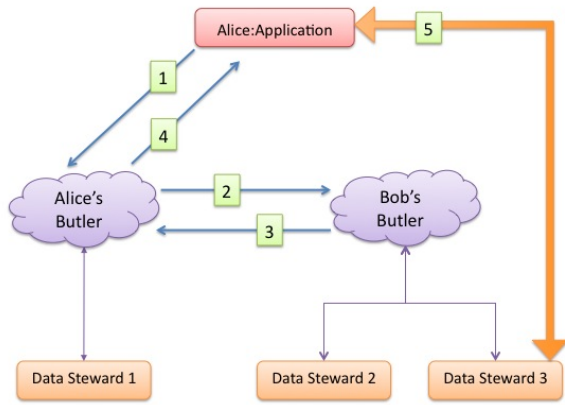 Alice:Application
5
1
4
Alice's
Butler
2
3
Bob's
Butler
Data Steward 1
Data Steward 2
Data Steward 3